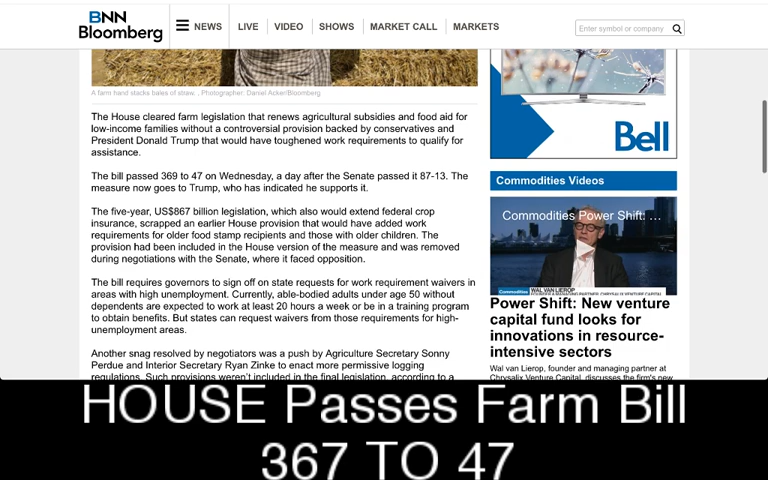 BNN
Bloomberg
NEWS
LIVE
VIDEO
SHOWS
MARKET CALL
MARKETS
Enter symbol or company
A farm hand stacks bales of straw. , Photographer: Daniel Acker/Bloomberg
The House cleared farm legislation that renews agricultural subsidies and food aid for
low-income families without a controversial provision backed by conservatives and
President Donald Trump that would have toughened work requirements to qualify for
assistance.
The bill passed 369 to 47 on Wednesday, a day after the Senate passed it 87-13. The
measure now goes to Trump, who has indicated he supports it.
The five-year, US$867 billion legislation, which also would extend federal crop
insurance, scrapped an earlier House provision that would have added work
requirements for older food stamp recipients and those with older children. The
provision had been included in the House version of the measure and was removed
during negotiations with the Senate, where it faced opposition.
The bill requires governors to sign off on state requests for work requirement waivers in
areas with high unemployment. Currently, able-bodied adults under age 50 without
dependents are expected to work at least 20 hours a week or be in a training program
to obtain benefits. But states can request waivers from those requirements for high-
unemployment areas.
Another snag resolved by negotiators was a push by Agriculture Secretary Sonny
Perdue and Interior Secretary Ryan Zinke to enact more permissive logging
regulations. Such provisions weren't included in the final legislation, according to a
Bell
Commodities Videos
Commodities Power Shift: ...
Commodities
WAL VAN LIEROP
Power Shift: New venture
capital fund looks for
innovations in resource-
intensive sectors
Wal van Lierop, founder and managing partner at
Chrysalix Venture Capital, discusses the firm's new
HOUSE Passes Farm Bill
367 TO 47